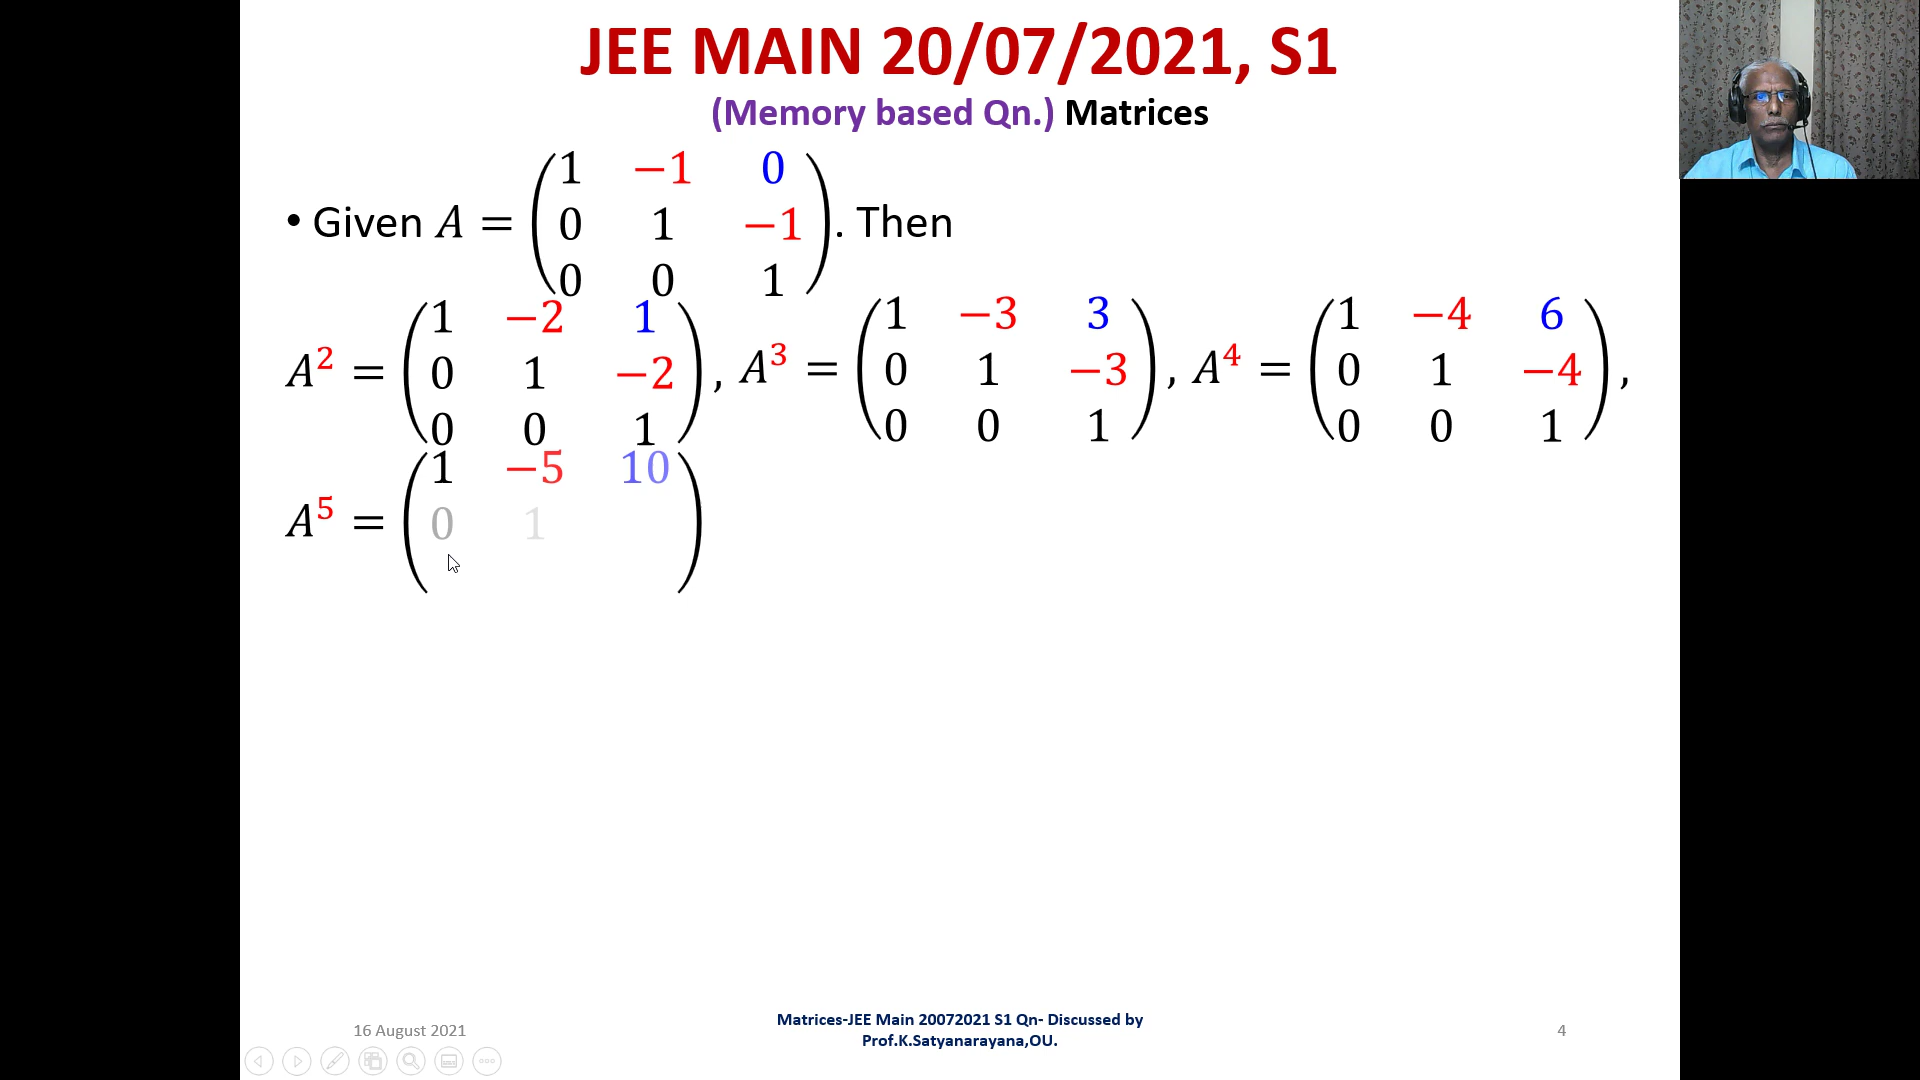 JEE MAIN 20/07/2021, S1
(Memory based Qn.) Matrices
• Given A = (1 −1 0
0 1 −1
0 0 1). Then
A² = (1 −2 1
0 1 −2
0 0 1), A³ = (1 −3 3
0 1 −3
0 0 1), A⁴ = (1 −4 6
0 1 −4
0 0 1),
A⁵ = (1 −5 10
0 1)
16 August 2021
Matrices-JEE Main 20072021 S1 Qn- Discussed by
Prof.K.Satyanarayana,OU.
4